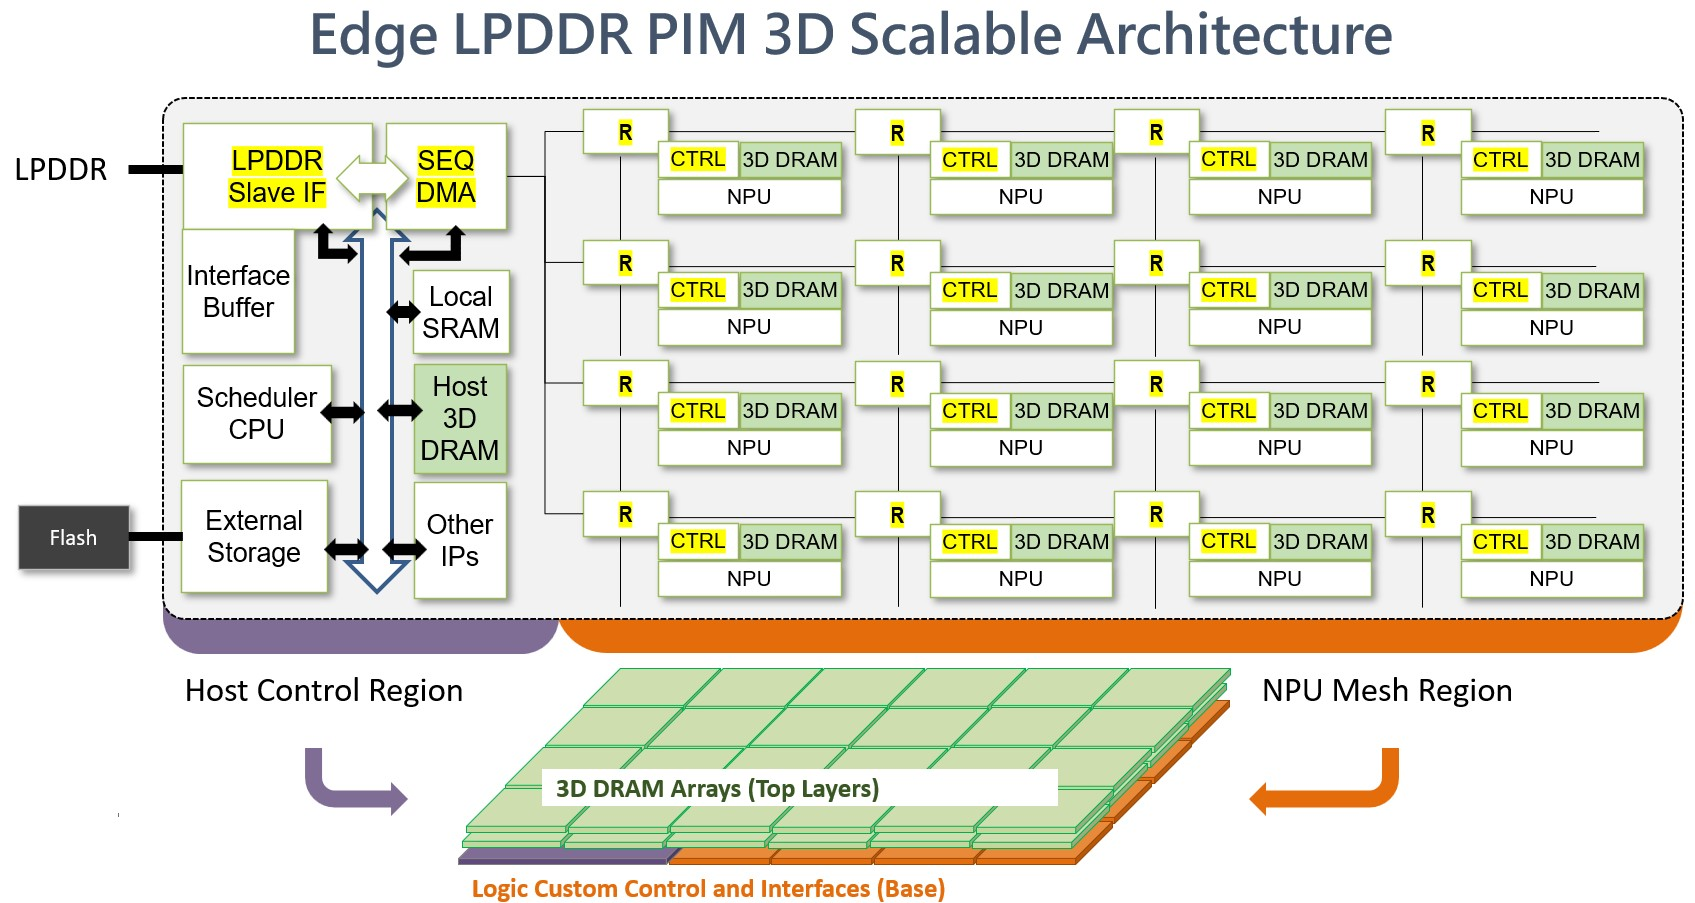 Edge LPDDR PIM 3D Scalable Architecture
LPDDR
LPDDR
Slave IF
SEQ
DMA
Interface
Buffer
Local
SRAM
Scheduler
CPU
Host
3D
DRAM
Flash
External
Storage
Other
IPs
R
R
R
R
CTRL 3D DRAM
CTRL 3D DRAM
CTRL 3D DRAM
CTRL 3D DRAM
NPU
NPU
NPU
NPU
R
R
R
R
CTRL 3D DRAM
CTRL 3D DRAM
CTRL 3D DRAM
CTRL 3D DRAM
NPU
NPU
NPU
NPU
R
R
R
R
CTRL 3D DRAM
CTRL 3D DRAM
CTRL 3D DRAM
CTRL 3D DRAM
NPU
NPU
NPU
NPU
R
R
R
R
CTRL 3D DRAM
CTRL 3D DRAM
CTRL 3D DRAM
CTRL 3D DRAM
NPU
NPU
NPU
NPU
Host Control Region
NPU Mesh Region
3D DRAM Arrays (Top Layers)
Logic Custom Control and Interfaces (Base)